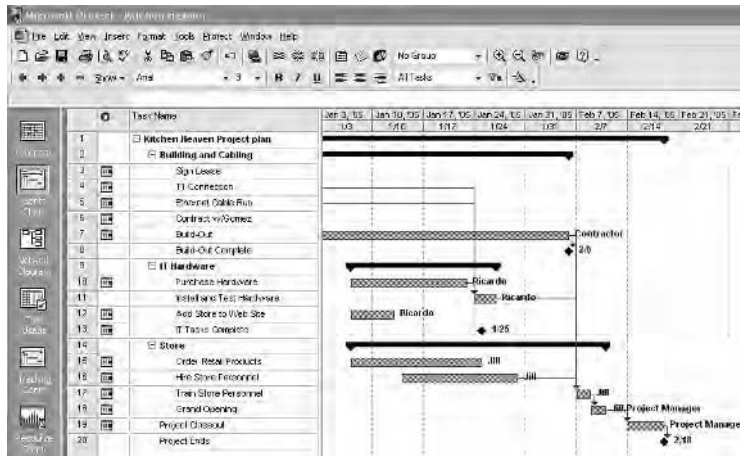 Microsoft Project - Kitchen Heaven
File Edit View Insert Format Tools Project Window Help
No Group
Show Arial 8 B I U All Tasks
Task Name
Jan 3, '05 Jan 10, '05 Jan 17, '05 Jan 24, '05 Jan 31, '05 Feb 7, '05 Feb 14, '05 Feb 21, '05
1/3 1/10 1/17 1/24 1/31 2/7 2/14 2/21
1 Kitchen Heaven Project plan
2 Building and Cabling
3 Sign Lease
4 T1 Connection
5 Ethernet Cable Run
6 Contract w/Gomez
7 Build-Out Contractor
8 Build-Out Complete
9 IT Hardware
10 Purchase Hardware Ricardo
11 Install and Test Hardware Ricardo
12 Add Store to Web Site Ricardo
13 IT Tasks Complete 1/25
14 Store
15 Order Retail Products Jill
16 Hire Store Personnel Jill
17 Train Store Personnel Jill
18 Grand Opening Jill,Project Manager
19 Project Closeout Project Manage
20 Project Ends 2/18
Gantt Chart
Network Diagram
Task Usage
Tracking Gantt
Resource